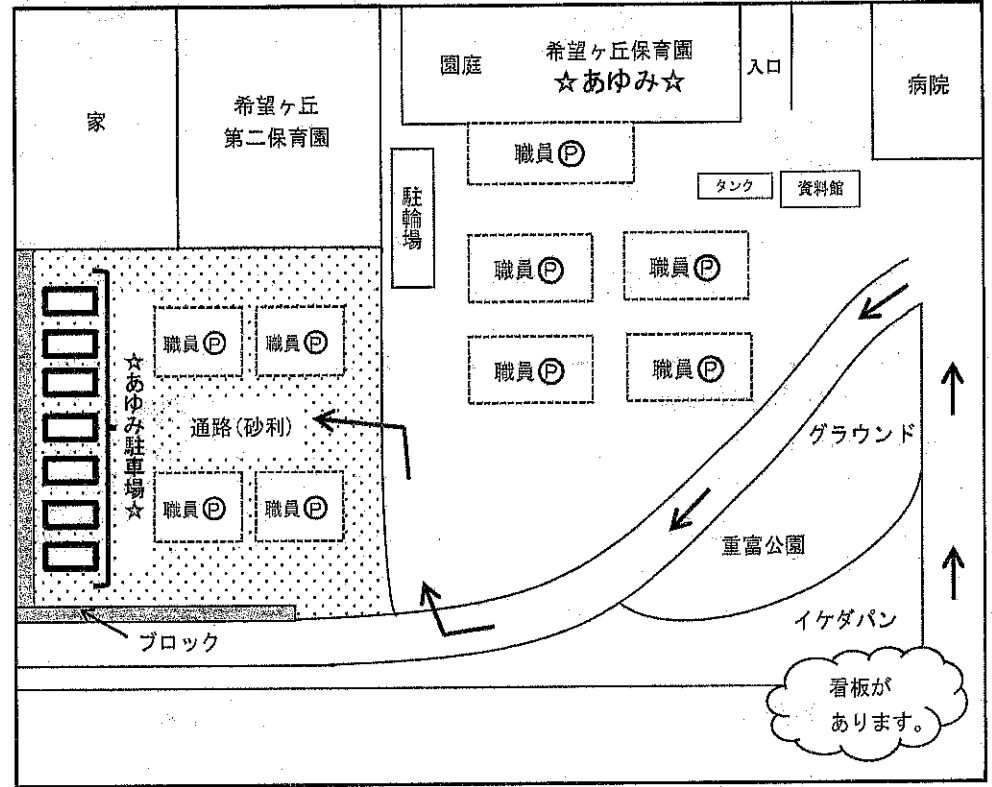 家
希望ヶ丘
第二保育園
園庭
希望ヶ丘保育園
☆あゆみ☆
入口
病院
職員Ⓟ
駐輪場
タンク
資料館
職員Ⓟ
職員Ⓟ
職員Ⓟ
職員Ⓟ
☆あゆみ駐車場☆
職員Ⓟ
職員Ⓟ
通路(砂利)
職員Ⓟ
職員Ⓟ
グラウンド
重富公園
イケダパン
ブロック
看板が
あります。